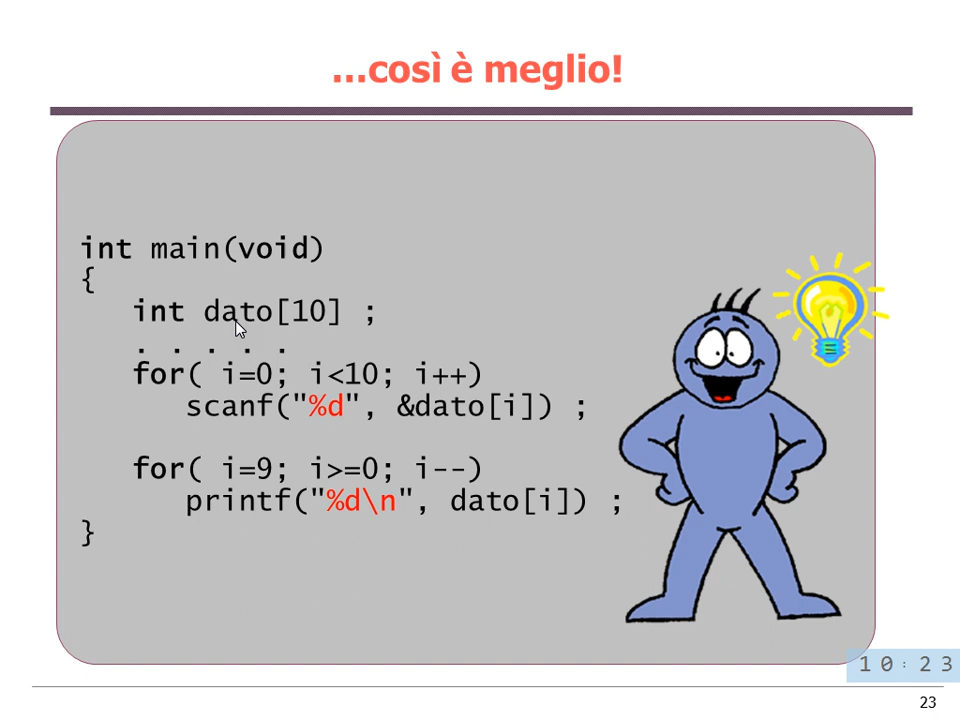 ...così è meglio!
int main(void)
{
int dato[10] ;
. . . . .
for( i=0; i<10; i++)
scanf("%d", &dato[i]) ;
for( i=9; i>=0; i--)
printf("%d\n", dato[i]) ;
}
10:23
23